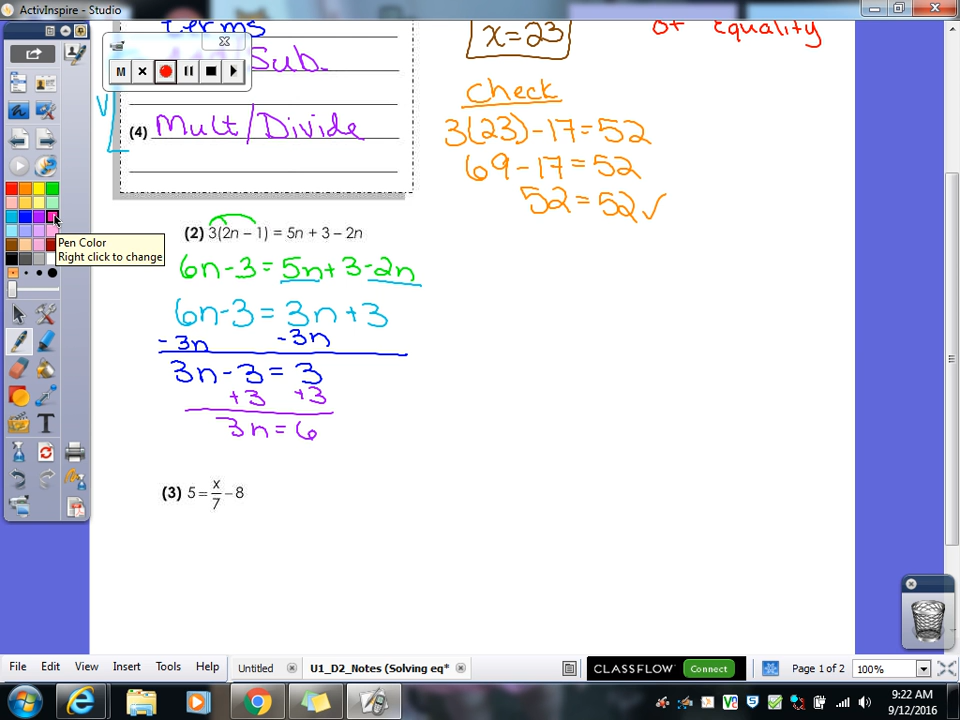 ActivInspire - Studio
terms
x=23
of equality
Sub.
M
(4) Mult/Divide
Check
3(23)-17=52
69-17=52
52=52✓
(2) 3(2n – 1) = 5n + 3 – 2n
6n-3=5n+3-2n
6n-3=3n+3
-3n -3n
3n-3=3
+3 +3
3n=6
(3) 5 = x/7 – 8
Pen Color
Right click to change
File Edit View Insert Tools Help
Untitled
U1_D2_Notes (Solving eq*
CLASSFLOW Connect
Page 1 of 2
100%
9:22 AM
9/12/2016